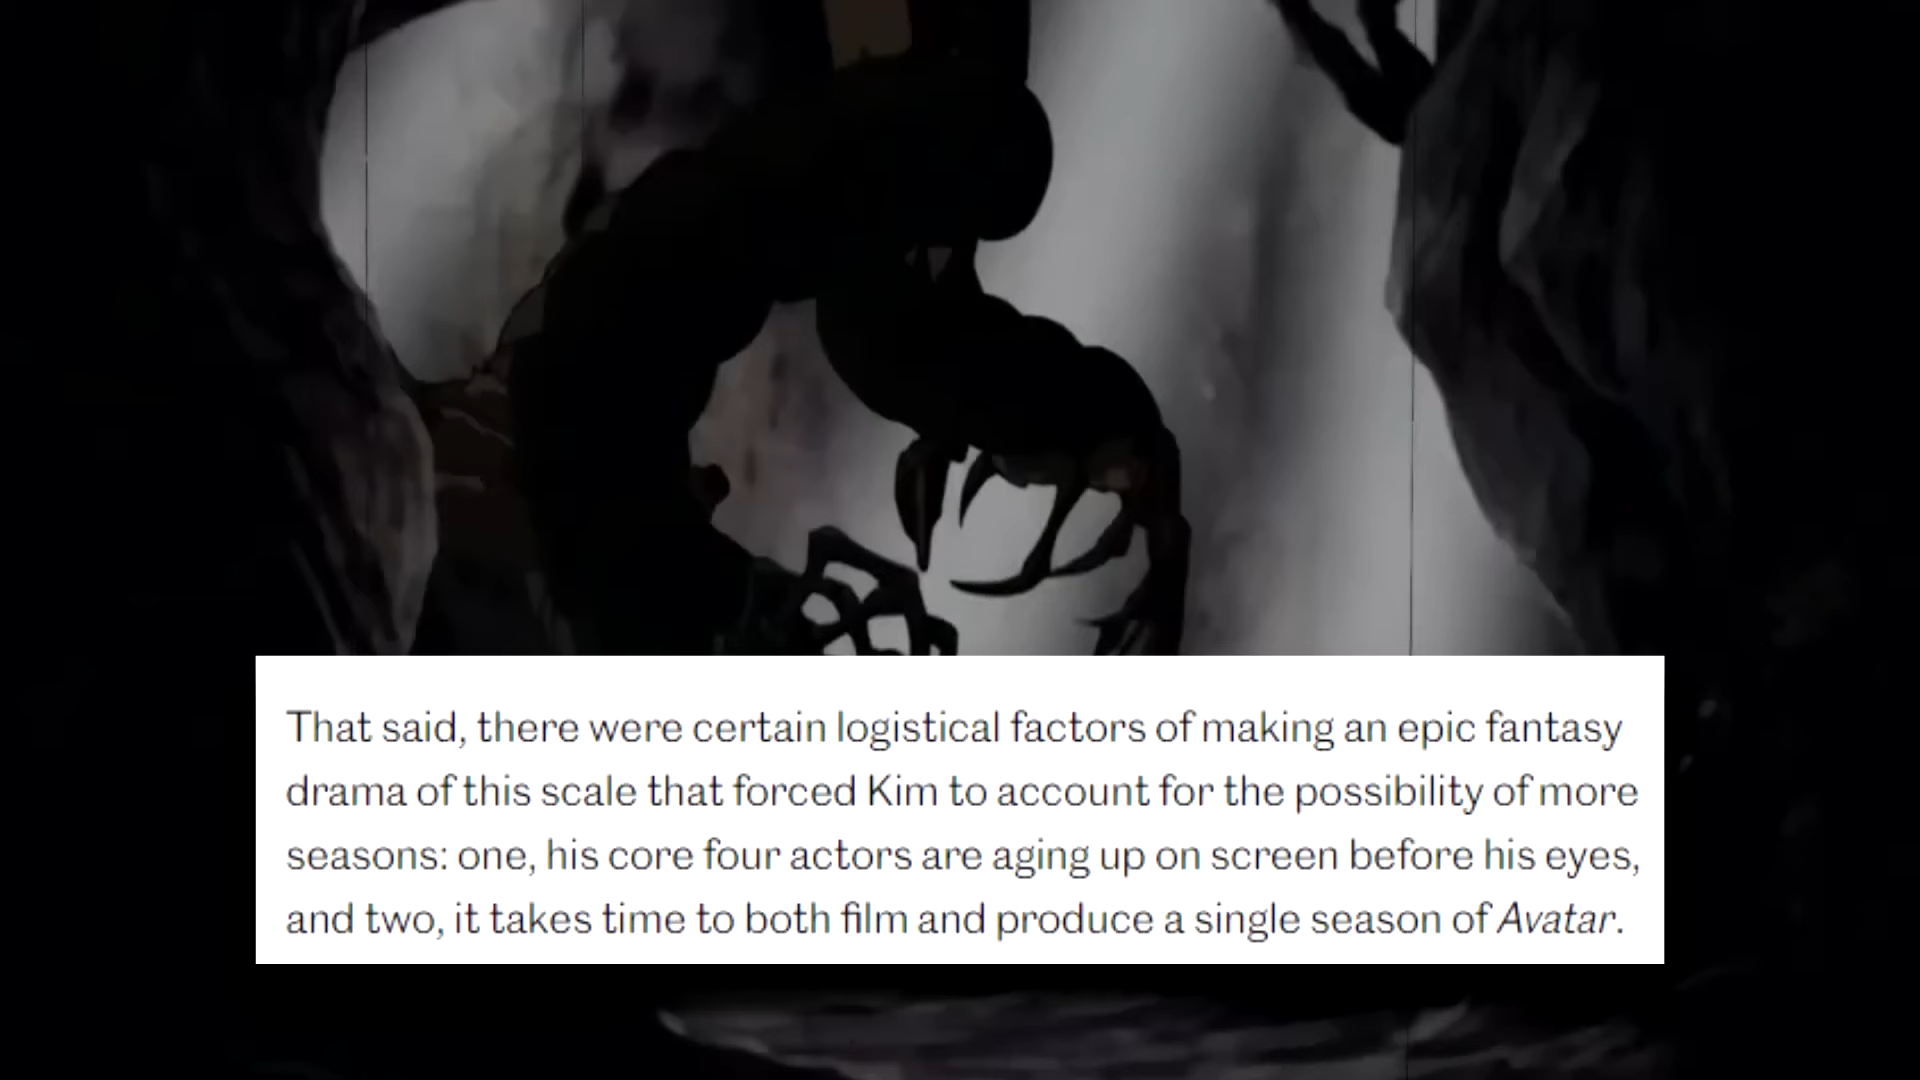 That said, there were certain logistical factors of making an epic fantasy
drama of this scale that forced Kim to account for the possibility of more
seasons: one, his core four actors are aging up on screen before his eyes,
and two, it takes time to both film and produce a single season of Avatar.